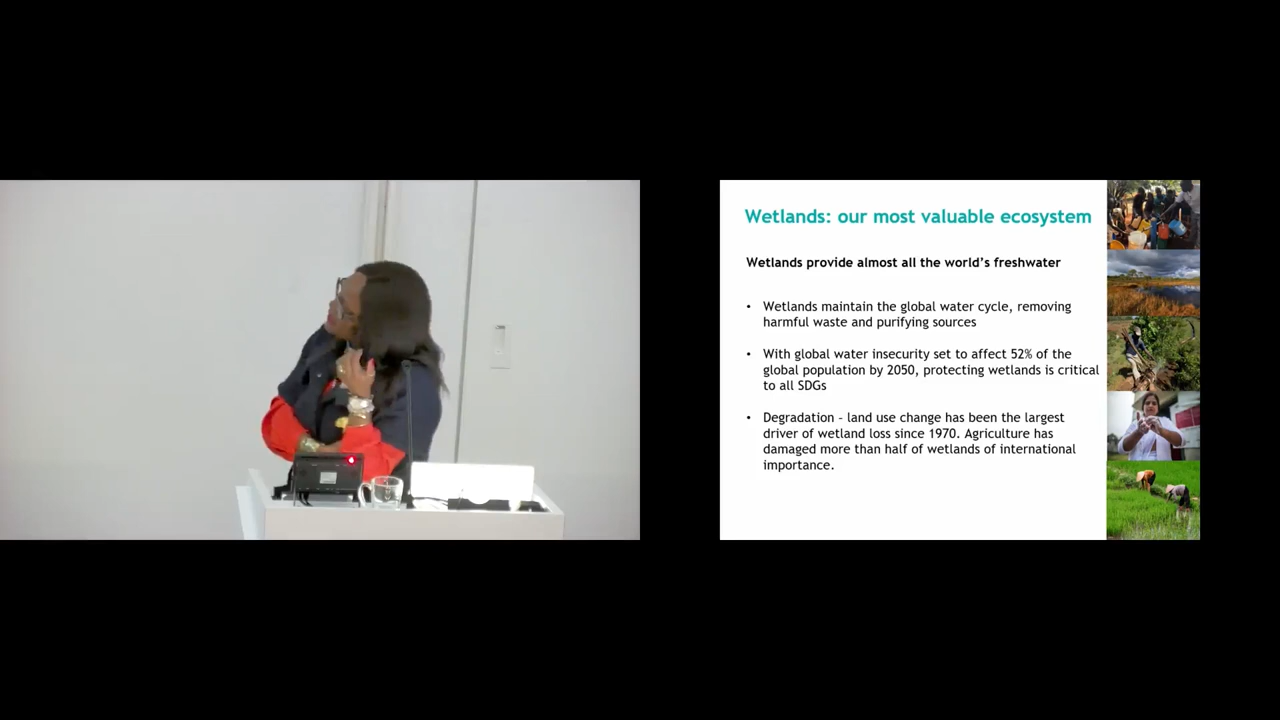 Wetlands: our most valuable ecosystem
Wetlands provide almost all the world's freshwater
• Wetlands maintain the global water cycle, removing
harmful waste and purifying sources
• With global water insecurity set to affect 52% of the
global population by 2050, protecting wetlands is critical
to all SDGs
• Degradation – land use change has been the largest
driver of wetland loss since 1970. Agriculture has
damaged more than half of wetlands of international
importance.